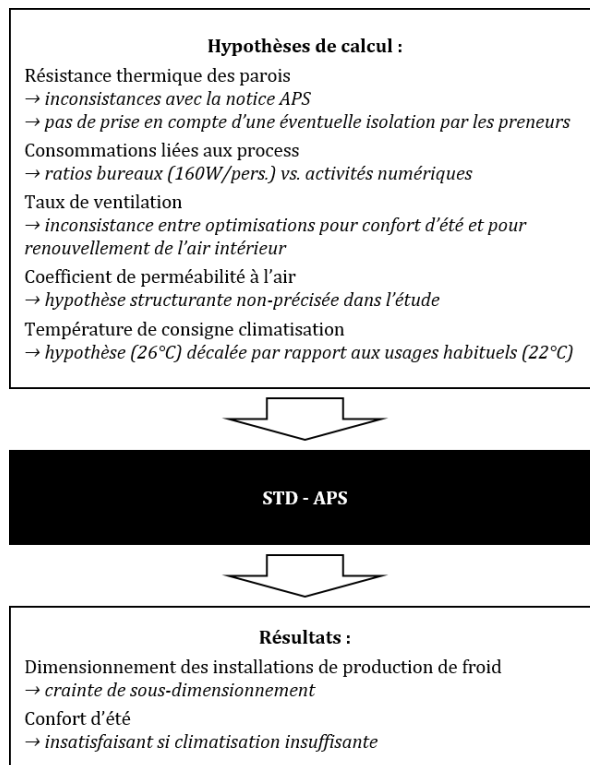 Hypothèses de calcul :
Résistance thermique des parois
→ inconsistances avec la notice APS
→ pas de prise en compte d'une éventuelle isolation par les preneurs
Consommations liées aux process
→ ratios bureaux (160W/pers.) vs. activités numériques
Taux de ventilation
→ inconsistance entre optimisations pour confort d'été et pour
renouvellement de l'air intérieur
Coefficient de perméabilité à l'air
→ hypothèse structurante non-précisée dans l'étude
Température de consigne climatisation
→ hypothèse (26°C) décalée par rapport aux usages habituels (22°C)
STD - APS
Résultats :
Dimensionnement des installations de production de froid
→ crainte de sous-dimensionnement
Confort d'été
→ insatisfaisant si climatisation insuffisante